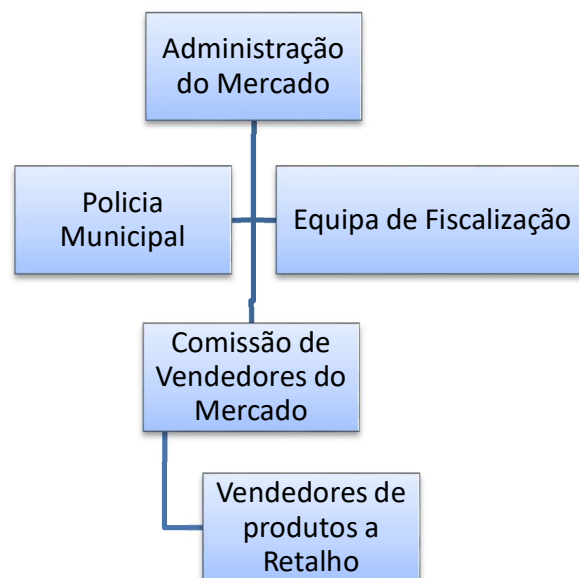 Administração
do Mercado
Policia
Municipal
Equipa de Fiscalização
Comissão de
Vendedores do
Mercado
Vendedores de
produtos a
Retalho